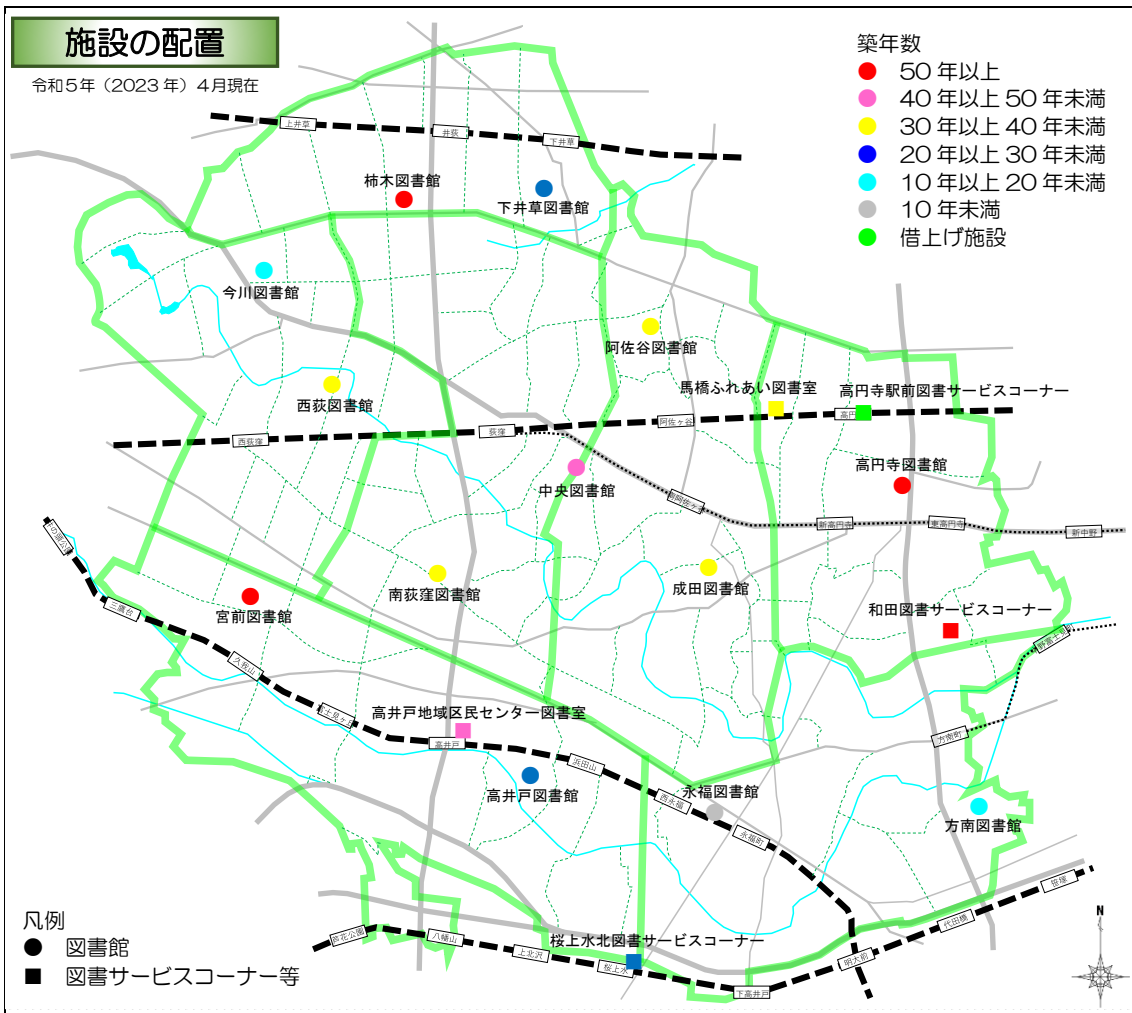 施設の配置
令和5年（2023年）4月現在
築年数
50年以上
40年以上50年未満
30年以上40年未満
20年以上30年未満
10年以上20年未満
10年未満
借上げ施設
上井草
井荻
下井草
柿木図書館
下井草図書館
今川図書館
阿佐谷図書館
西荻図書館
馬橋ふれあい図書室
高円寺駅前図書サービスコーナー
阿佐ヶ谷
高円
西荻窪
荻窪
中央図書館
高円寺図書館
新高円寺
東高円寺
新中野
南荻窪図書館
成田図書館
宮前図書館
三鷹台
和田図書サービスコーナー
久我山
高井戸地域区民センター図書室
高井戸
方南町
浜田山
高井戸図書館
西永福
永福図書館
永福町
方南図書館
笹塚
代田橋
芦花公園
八幡山
上北沢
桜上水北図書サービスコーナー
桜上水
明大前
下高井戸
凡例
図書館
図書サービスコーナー等
N